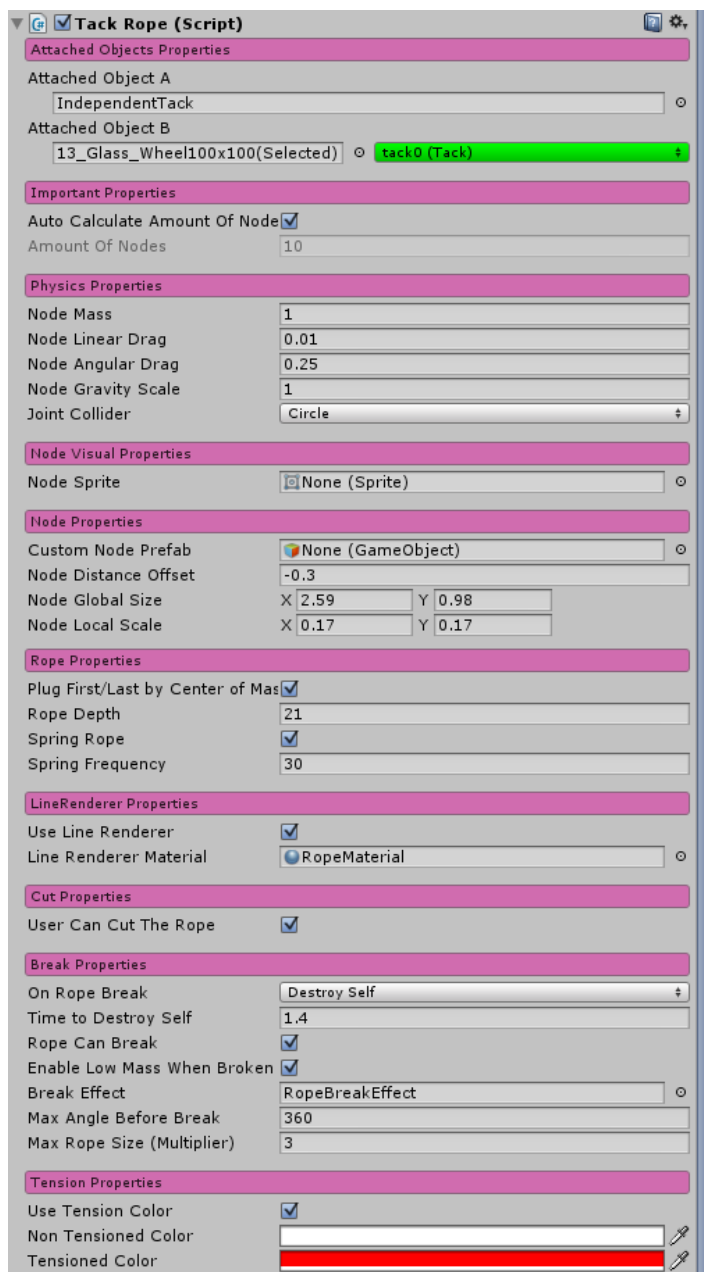 Tack Rope (Script)
Attached Objects Properties
Attached Object A
IndependentTack
Attached Object B
13_Glass_Wheel100x100(Selected) tack0 (Tack)
Important Properties
Auto Calculate Amount Of Node
Amount Of Nodes 10
Physics Properties
Node Mass 1
Node Linear Drag 0.01
Node Angular Drag 0.25
Node Gravity Scale 1
Joint Collider Circle
Node Visual Properties
Node Sprite None (Sprite)
Node Properties
Custom Node Prefab None (GameObject)
Node Distance Offset -0.3
Node Global Size X 2.59 Y 0.98
Node Local Scale X 0.17 Y 0.17
Rope Properties
Plug First/Last by Center of Mas
Rope Depth 21
Spring Rope
Spring Frequency 30
LineRenderer Properties
Use Line Renderer
Line Renderer Material RopeMaterial
Cut Properties
User Can Cut The Rope
Break Properties
On Rope Break Destroy Self
Time to Destroy Self 1.4
Rope Can Break
Enable Low Mass When Broken
Break Effect RopeBreakEffect
Max Angle Before Break 360
Max Rope Size (Multiplier) 3
Tension Properties
Use Tension Color
Non Tensioned Color
Tensioned Color